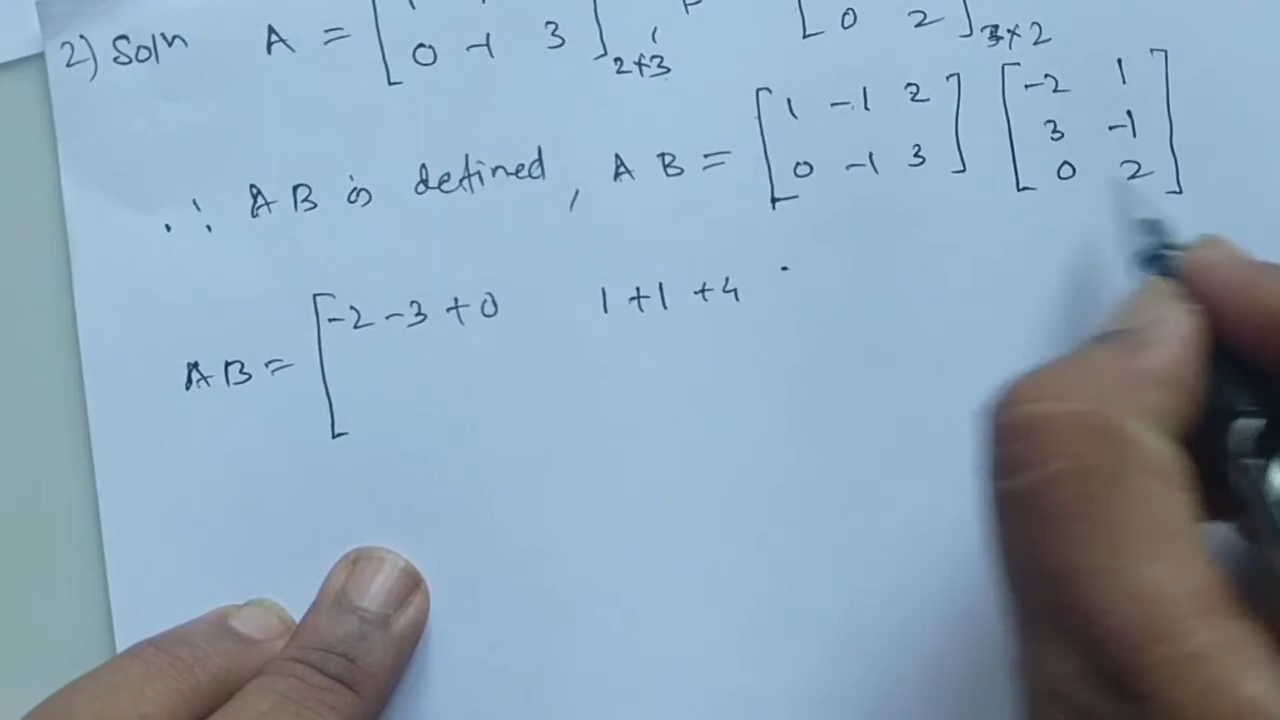 2) Soln A = [ 0 -1 3 ] 2×3 , [ 0 2 ] 3×2
∴ AB is defined, AB = [ 1 -1 2 ] [ -2 1 ]
[ 0 -1 3 ] [ 3 -1 ]
[ 0 2 ]
AB = [ -2 -3 + 0 1 + 1 + 4